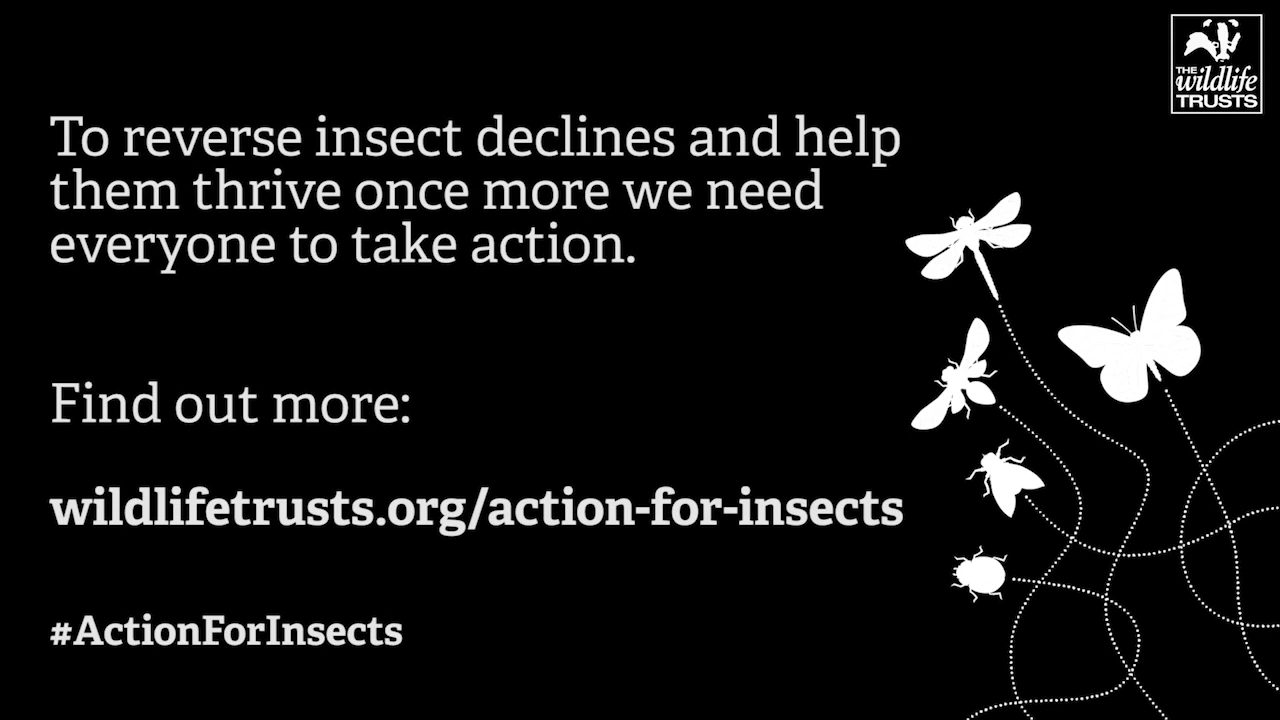 THE
wildlife
TRUSTS
To reverse insect declines and help
them thrive once more we need
everyone to take action.
Find out more:
wildlifetrusts.org/action-for-insects
#ActionForInsects